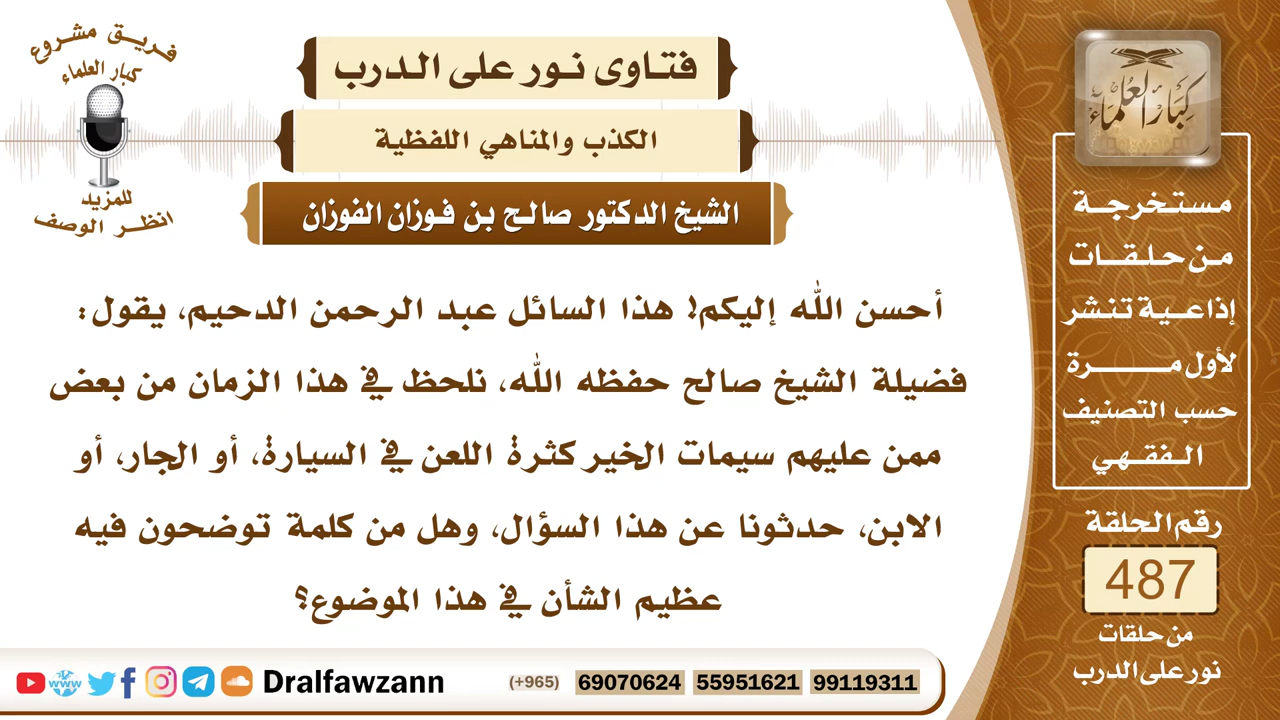 فريق مشروع
كبار العلماء
للمزيد
انظر الوصف
فتاوى نور على الدرب
الكذب والمناهي اللفظية
الشيخ الدكتور صالح بن فوزان الفوزان
أحسن الله إليكم! هذا السائل عبد الرحمن الدحيم، يقول:
فضيلة الشيخ صالح حفظه الله، نلحظ في هذا الزمان من بعض
ممن عليهم سيمات الخير كثرة اللعن في السيارة، أو الجار، أو
الابن، حدثونا عن هذا السؤال، وهل من كلمة توضحون فيه
عظيم الشأن في هذا الموضوع؟
كبار العلماء
مستخرجة
من حلقات
إذاعية تنشر
لأول مرة
حسب التصنيف
الفقهي
رقم الحلقة
487
من حلقات
نور على الدرب
www Dralfawzann (+965) 69070624 55951621 99119311